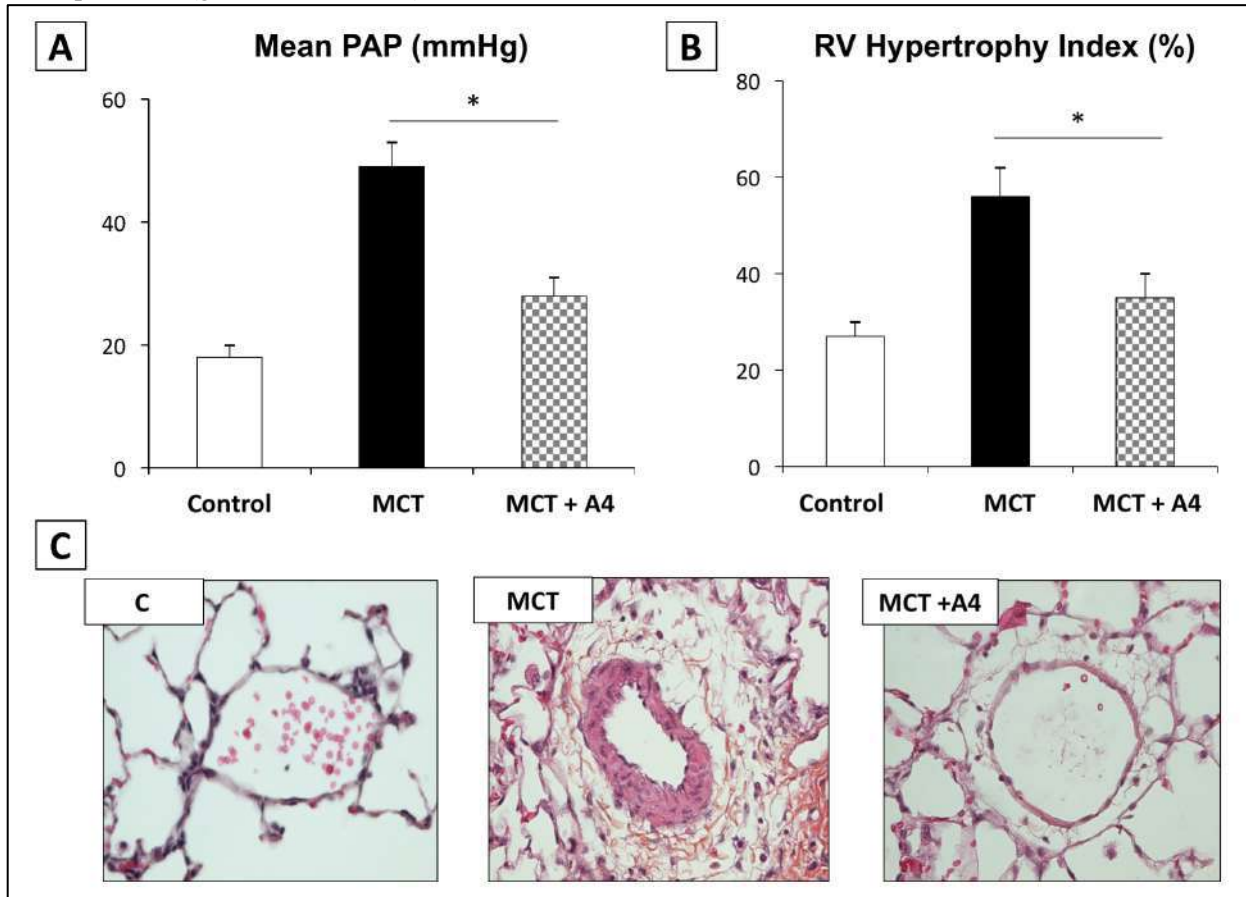 A
Mean PAP (mmHg)
60
40
20
0
*
Control
MCT
MCT + A4
B
RV Hypertrophy Index (%)
80
60
40
20
0
*
Control
MCT
MCT + A4
C
C
MCT
MCT +A4